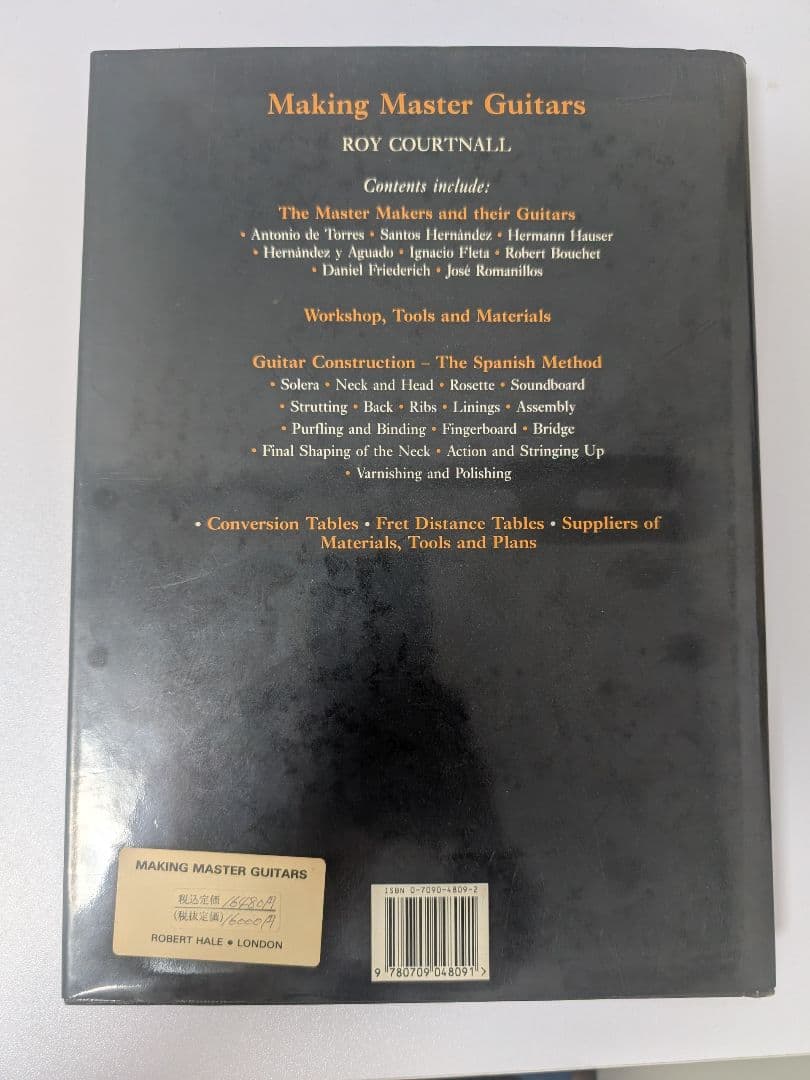 Making Master Guitars
ROY COURTNALL
Contents include:
The Master Makers and their Guitars
• Antonio de Torres • Santos Hernández • Hermann Hauser
• Hernández y Aguado • Ignacio Fleta • Robert Bouchet
• Daniel Friederich • José Romanillos
Workshop, Tools and Materials
Guitar Construction – The Spanish Method
• Solera • Neck and Head • Rosette • Soundboard
• Strutting • Back • Ribs • Linings • Assembly
• Purfling and Binding • Fingerboard • Bridge
• Final Shaping of the Neck • Action and Stringing Up
• Varnishing and Polishing
• Conversion Tables • Fret Distance Tables • Suppliers of
Materials, Tools and Plans
MAKING MASTER GUITARS
税込定価 16480円
(税抜定価) 16000円
ROBERT HALE • LONDON
ISBN 0-7090-4809-2
9 780709 048091 >